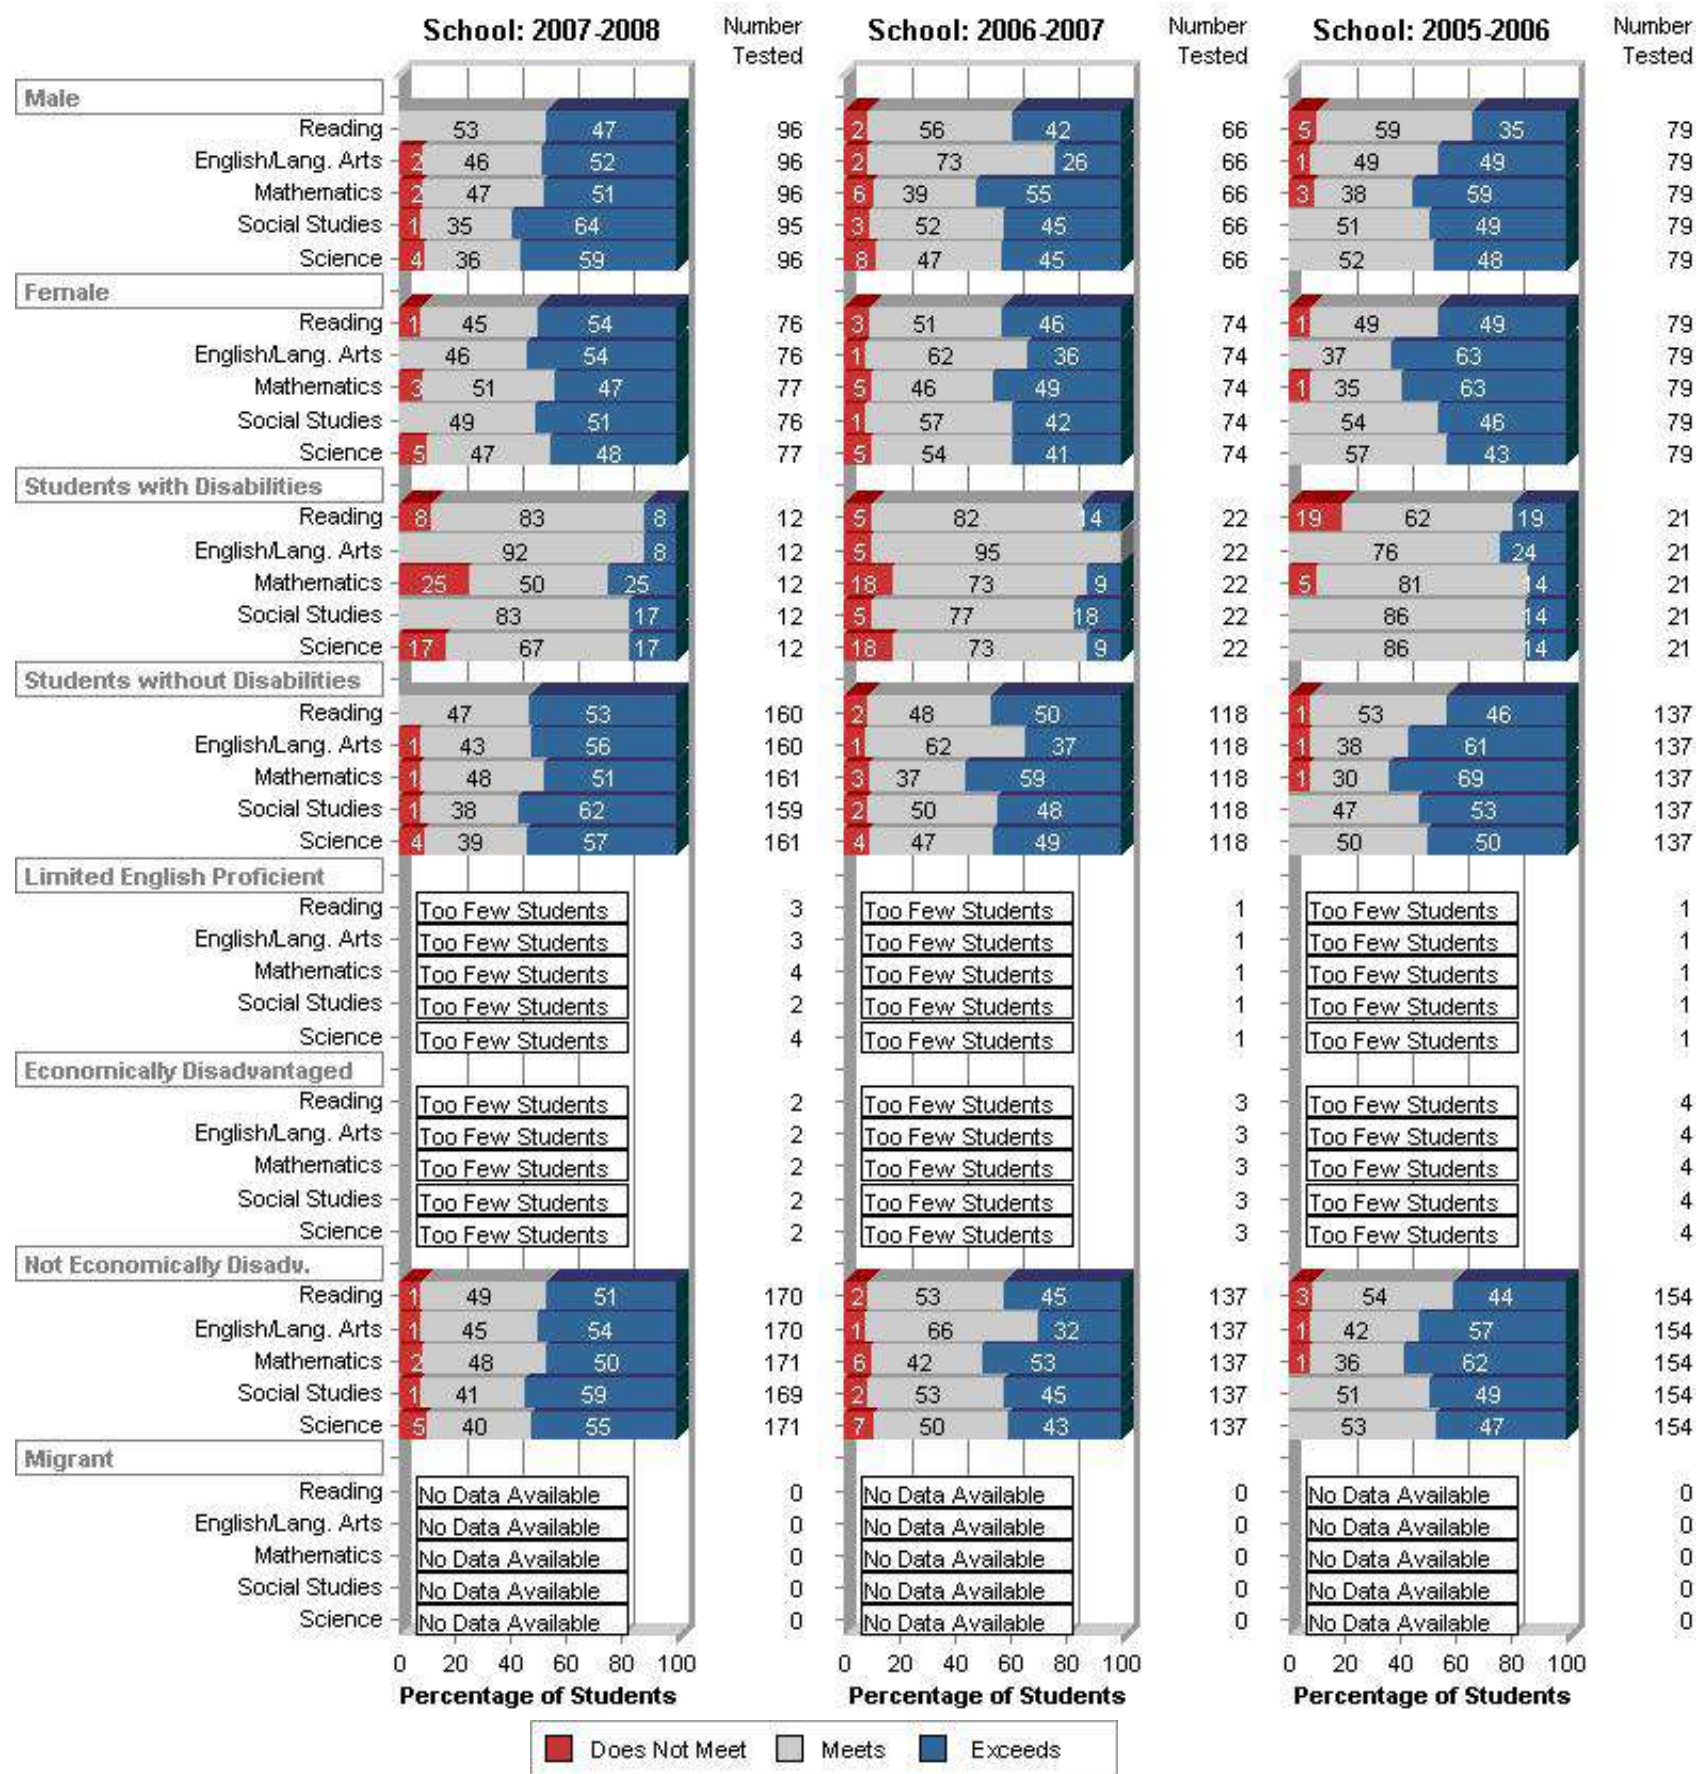 School: 2007-2008 Number Tested School: 2006-2007 Number Tested School: 2005-2006 Number Tested
Male
Reading 53 47 96 2 56 42 66 5 59 35 79
English/Lang. Arts 2 46 52 96 2 73 26 66 1 49 49 79
Mathematics 2 47 51 96 6 39 55 66 3 38 59 79
Social Studies 1 35 64 95 3 52 45 66 51 49 79
Science 4 36 59 96 8 47 45 66 52 48 79
Female
Reading 1 45 54 76 3 51 46 74 1 49 49 79
English/Lang. Arts 46 54 76 1 62 36 74 37 63 79
Mathematics 3 51 47 77 5 46 49 74 1 35 63 79
Social Studies 49 51 76 1 57 42 74 54 46 79
Science 5 47 48 77 5 54 41 74 57 43 79
Students with Disabilities
Reading 8 83 8 12 5 82 14 22 19 62 19 21
English/Lang. Arts 92 8 12 5 95 22 76 24 21
Mathematics 25 50 25 12 18 73 9 22 5 81 14 21
Social Studies 83 17 12 5 77 18 22 86 14 21
Science 17 67 17 12 18 73 9 22 86 14 21
Students without Disabilities
Reading 47 53 160 2 48 50 118 1 53 46 137
English/Lang. Arts 1 43 56 160 1 62 37 118 1 38 61 137
Mathematics 1 48 51 161 3 37 59 118 1 30 69 137
Social Studies 1 38 62 159 2 50 48 118 47 53 137
Science 4 39 57 161 4 47 49 118 50 50 137
Limited English Proficient
Reading Too Few Students 3 Too Few Students 1 Too Few Students 1
English/Lang. Arts Too Few Students 3 Too Few Students 1 Too Few Students 1
Mathematics Too Few Students 4 Too Few Students 1 Too Few Students 1
Social Studies Too Few Students 2 Too Few Students 1 Too Few Students 1
Science Too Few Students 4 Too Few Students 1 Too Few Students 1
Economically Disadvantaged
Reading Too Few Students 2 Too Few Students 3 Too Few Students 4
English/Lang. Arts Too Few Students 2 Too Few Students 3 Too Few Students 4
Mathematics Too Few Students 2 Too Few Students 3 Too Few Students 4
Social Studies Too Few Students 2 Too Few Students 3 Too Few Students 4
Science Too Few Students 2 Too Few Students 3 Too Few Students 4
Not Economically Disadv.
Reading 1 49 51 170 2 53 45 137 3 54 44 154
English/Lang. Arts 1 45 54 170 1 66 32 137 1 42 57 154
Mathematics 2 48 50 171 6 42 53 137 1 36 62 154
Social Studies 1 41 59 169 2 53 45 137 51 49 154
Science 5 40 55 171 7 50 43 137 53 47 154
Migrant
Reading No Data Available 0 No Data Available 0 No Data Available 0
English/Lang. Arts No Data Available 0 No Data Available 0 No Data Available 0
Mathematics No Data Available 0 No Data Available 0 No Data Available 0
Social Studies No Data Available 0 No Data Available 0 No Data Available 0
Science No Data Available 0 No Data Available 0 No Data Available 0
0 20 40 60 80 100 0 20 40 60 80 100 0 20 40 60 80 100
Percentage of Students Percentage of Students Percentage of Students
Does Not Meet Meets Exceeds